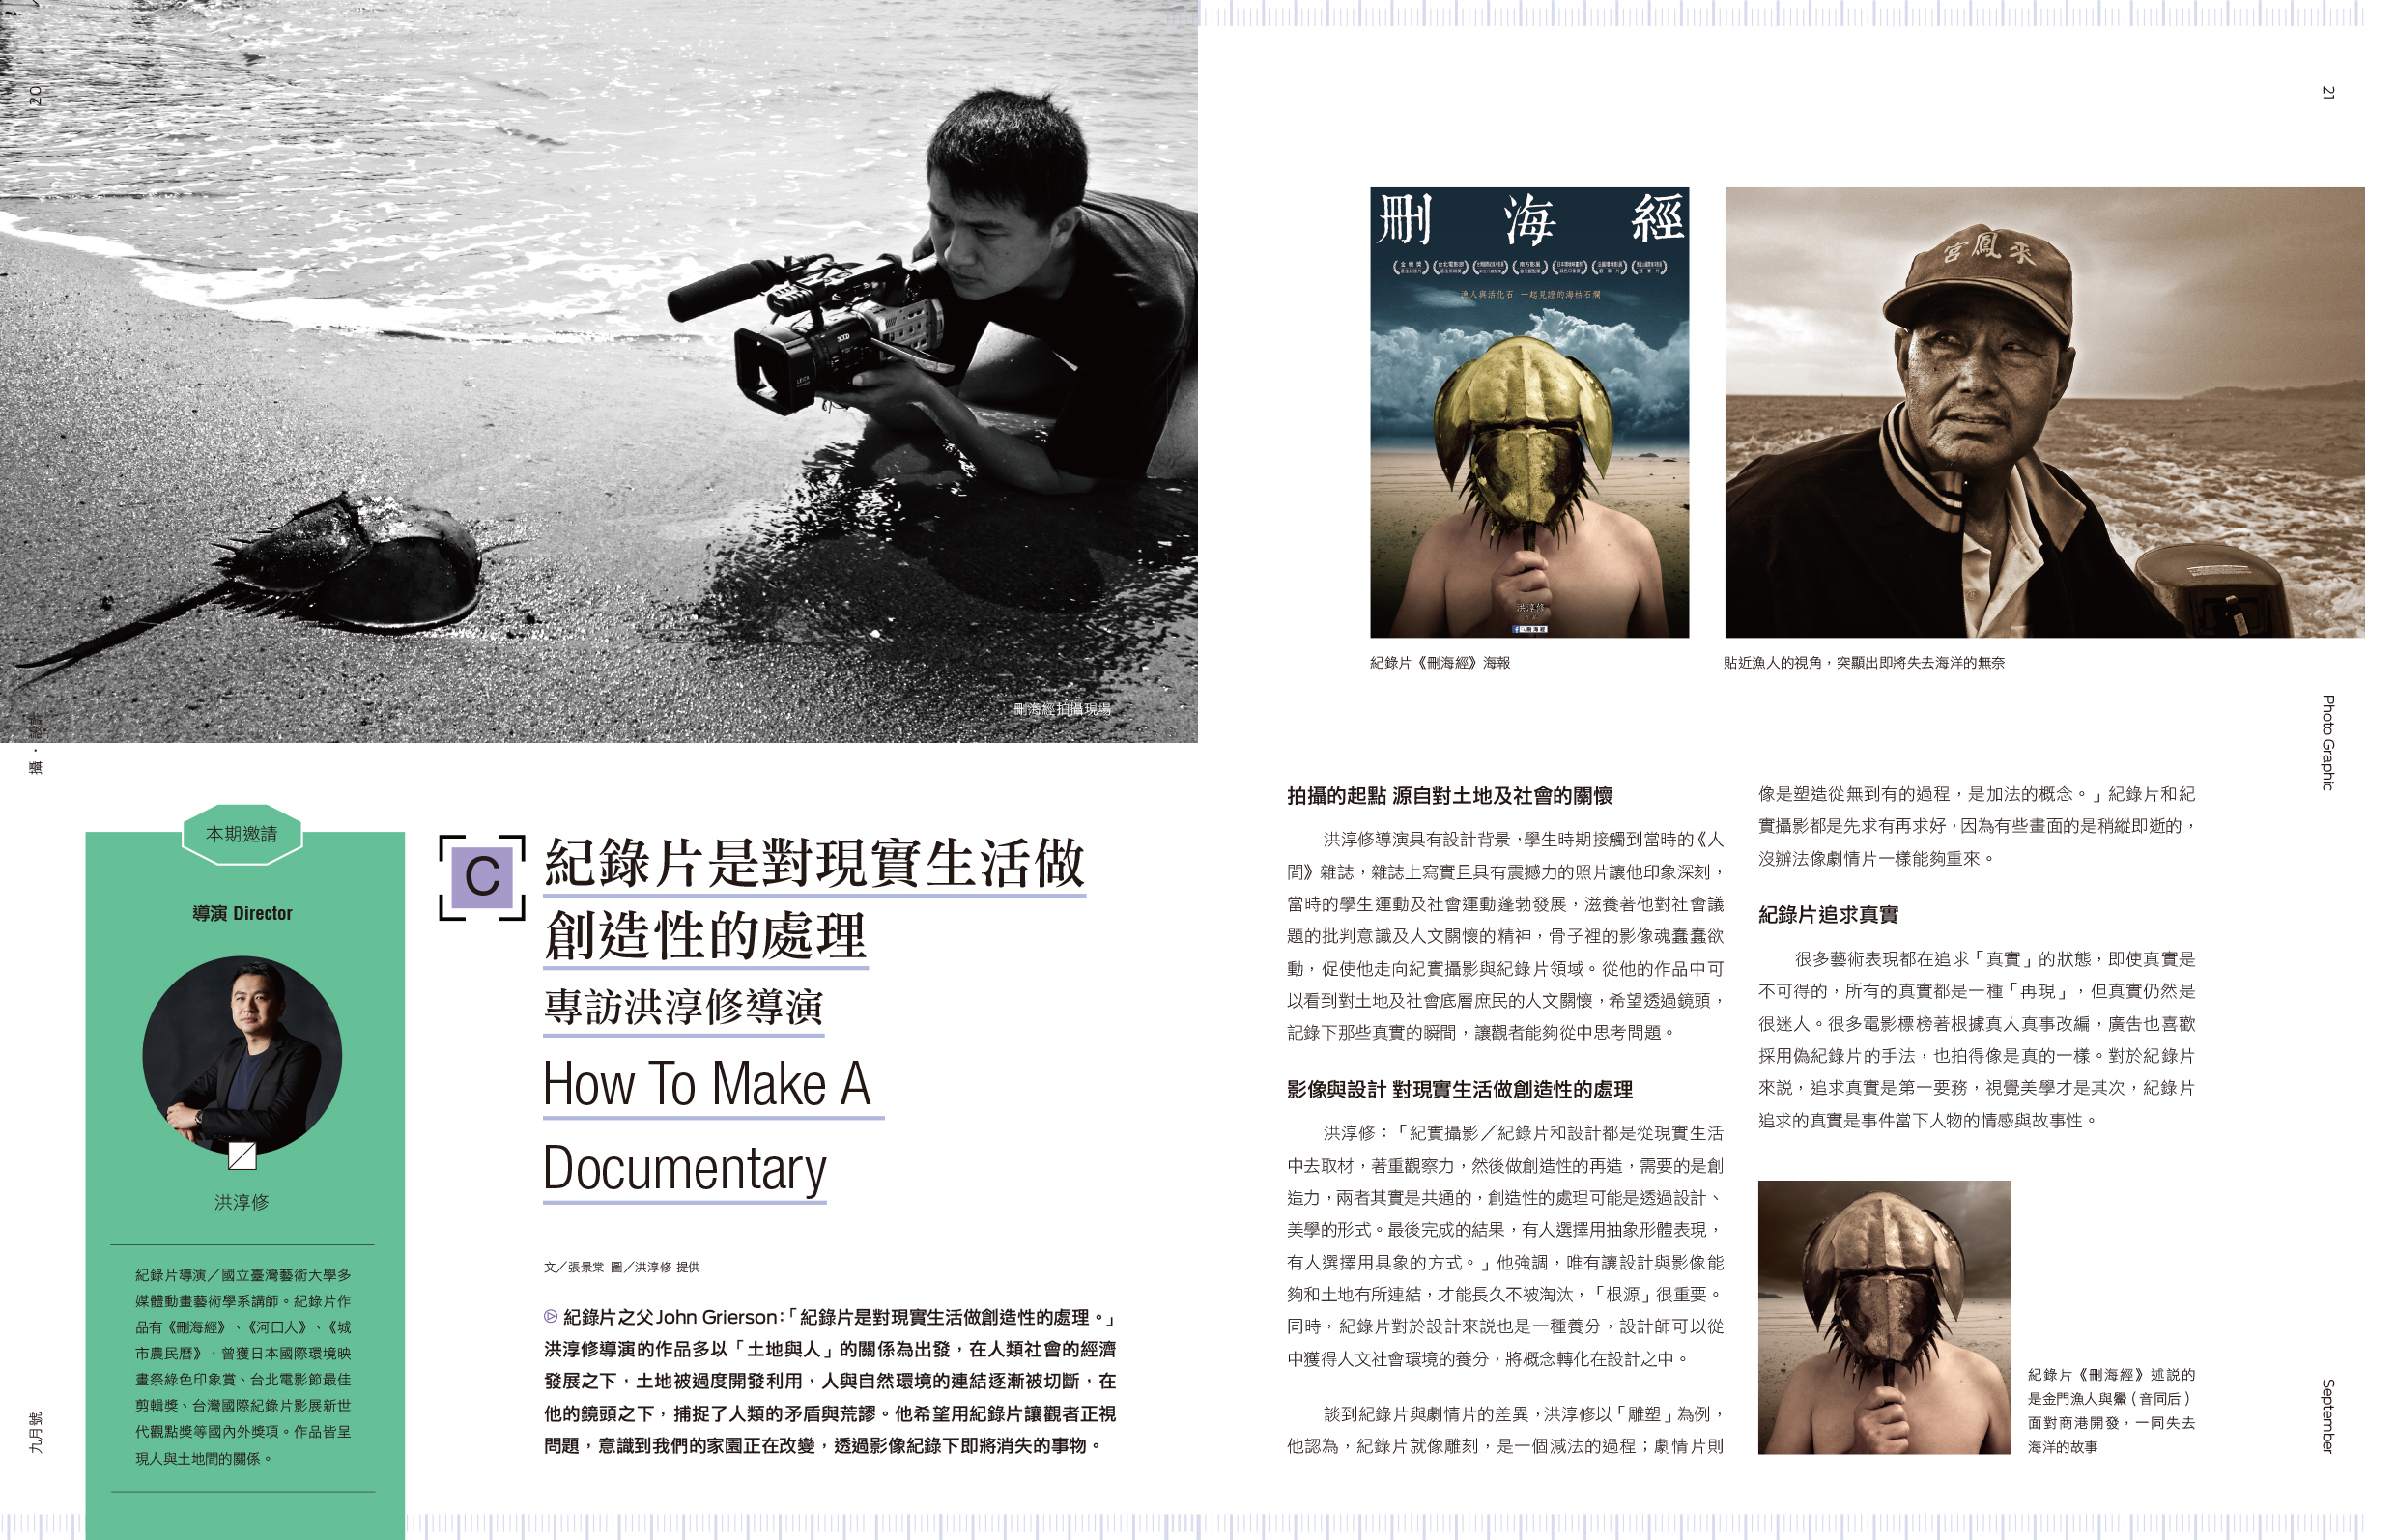 20
刪海經拍攝現場
攝・設計
九月號
本期邀請
導演 Director
洪淳修
紀錄片導演／國立臺灣藝術大學多
媒體動畫藝術學系講師。紀錄片作
品有《刪海經》、《河口人》、《城
市農民曆》，曾獲日本國際環境映
畫祭綠色印象賞、台北電影節最佳
剪輯獎、台灣國際紀錄片影展新世
代觀點獎等國內外獎項。作品皆呈
現人與土地間的關係。
C
紀錄片是對現實生活做
創造性的處理
專訪洪淳修導演
How To Make A
Documentary
文／張景棠 圖／洪淳修 提供
紀錄片之父John Grierson：「紀錄片是對現實生活做創造性的處理。」
洪淳修導演的作品多以「土地與人」的關係為出發，在人類社會的經濟
發展之下，土地被過度開發利用，人與自然環境的連結逐漸被切斷，在
他的鏡頭之下，捕捉了人類的矛盾與荒謬。他希望用紀錄片讓觀者正視
問題，意識到我們的家園正在改變，透過影像紀錄下即將消失的事物。
21
Photo Graphic
September
刪海經
漁人與活化石 一起見證的海枯石爛
洪淳修
宮鳳來
紀錄片《刪海經》海報
貼近漁人的視角，突顯出即將失去海洋的無奈
拍攝的起點 源自對土地及社會的關懷
洪淳修導演具有設計背景，學生時期接觸到當時的《人
間》雜誌，雜誌上寫實且具有震撼力的照片讓他印象深刻，
當時的學生運動及社會運動蓬勃發展，滋養著他對社會議
題的批判意識及人文關懷的精神，骨子裡的影像魂蠢蠢欲
動，促使他走向紀實攝影與紀錄片領域。從他的作品中可
以看到對土地及社會底層庶民的人文關懷，希望透過鏡頭，
記錄下那些真實的瞬間，讓觀者能夠從中思考問題。
影像與設計 對現實生活做創造性的處理
洪淳修：「紀實攝影／紀錄片和設計都是從現實生活
中去取材，著重觀察力，然後做創造性的再造，需要的是創
造力，兩者其實是共通的，創造性的處理可能是透過設計、
美學的形式。最後完成的結果，有人選擇用抽象形體表現，
有人選擇用具象的方式。」他強調，唯有讓設計與影像能
夠和土地有所連結，才能長久不被淘汰，「根源」很重要。
同時，紀錄片對於設計來說也是一種養分，設計師可以從
中獲得人文社會環境的養分，將概念轉化在設計之中。
談到紀錄片與劇情片的差異，洪淳修以「雕塑」為例，
他認為，紀錄片就像雕刻，是一個減法的過程；劇情片則
像是塑造從無到有的過程，是加法的概念。」紀錄片和紀
實攝影都是先求有再求好，因為有些畫面的是稍縱即逝的，
沒辦法像劇情片一樣能夠重來。
紀錄片追求真實
很多藝術表現都在追求「真實」的狀態，即使真實是
不可得的，所有的真實都是一種「再現」，但真實仍然是
很迷人。很多電影標榜著根據真人真事改編，廣告也喜歡
採用偽紀錄片的手法，也拍得像是真的一樣。對於紀錄片
來說，追求真實是第一要務，視覺美學才是其次，紀錄片
追求的真實是事件當下人物的情感與故事性。
紀錄片《刪海經》述說的
是金門漁人與鱟（音同后）
面對商港開發，一同失去
海洋的故事